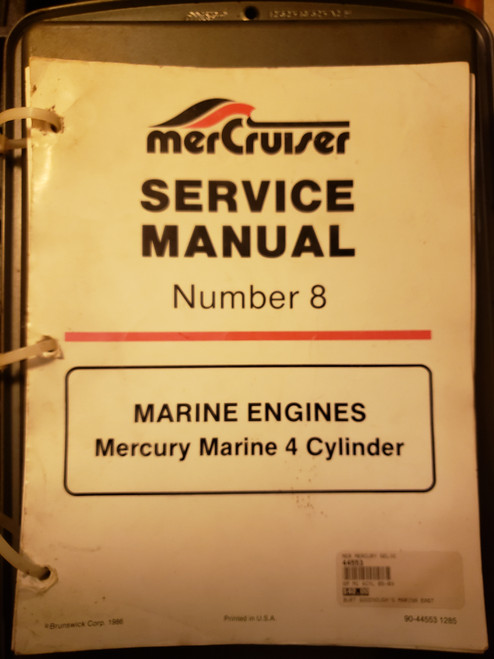 merCruiser
SERVICE
MANUAL
Number 8
MARINE ENGINES
Mercury Marine 4 Cylinder
44553
©Brunswick Corp. 1986
Printed in U.S.A.
90-44553 1285